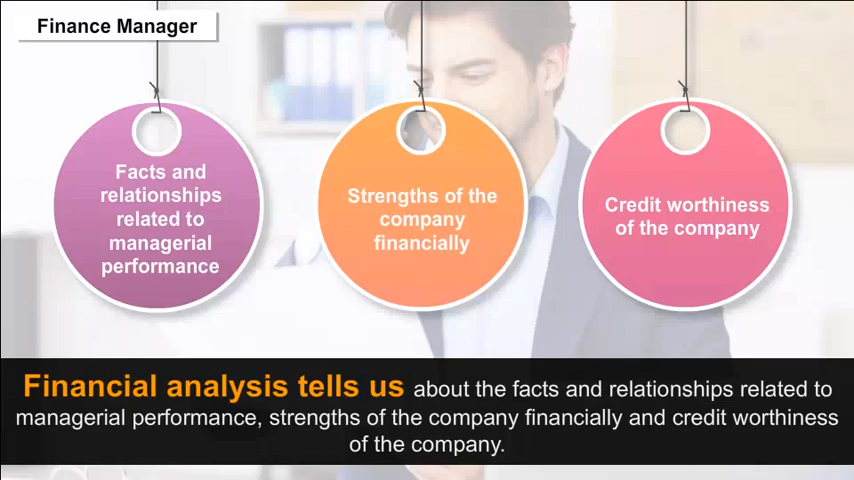 Finance Manager
Facts and
relationships
related to
managerial
performance
Strengths of the
company
financially
Credit worthiness
of the company
Financial analysis tells us about the facts and relationships related to
managerial performance, strengths of the company financially and credit worthiness
of the company.